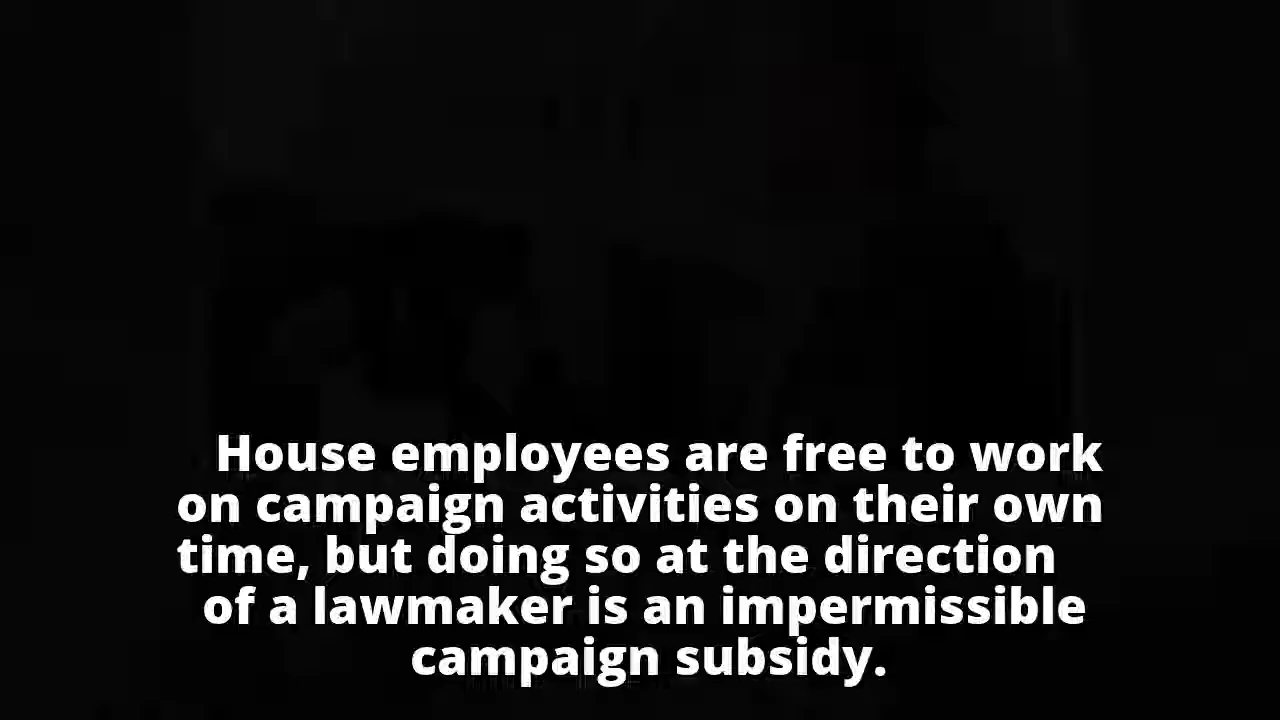 House employees are free to work
on campaign activities on their own
time, but doing so at the direction
of a lawmaker is an impermissible
campaign subsidy.